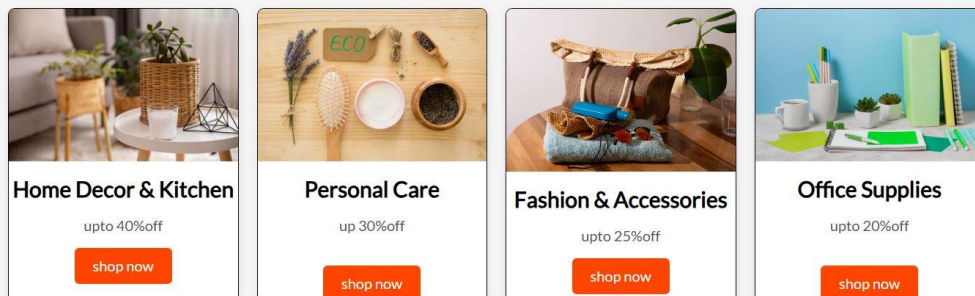 ECO
Home Decor & Kitchen
upto 40%off
shop now
Personal Care
up 30%off
shop now
Fashion & Accessories
upto 25%off
shop now
Office Supplies
upto 20%off
shop now